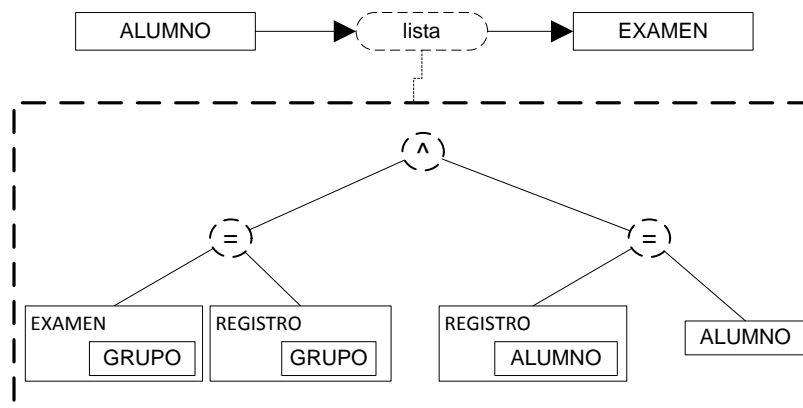 ALUMNO
lista
EXAMEN
^
=
=
EXAMEN
GRUPO
REGISTRO
GRUPO
REGISTRO
ALUMNO
ALUMNO